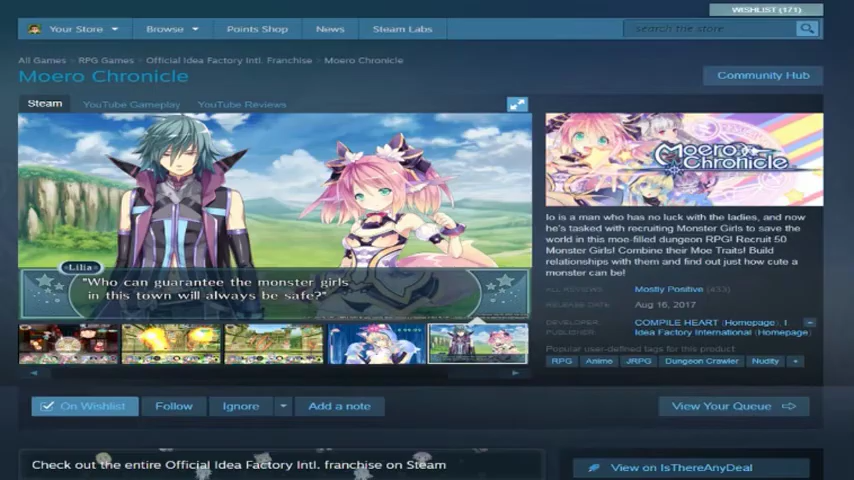 WISHLIST (171)
Your Store
Browse
Points Shop
News
Steam Labs
search the store
All Games > RPG Games > Official Idea Factory Intl. Franchise > Moero Chronicle
Moero Chronicle
Community Hub
Steam
YouTube Gameplay
YouTube Reviews
Moero Chronicle
Lilia
"Who can guarantee the monster girls
in this town will always be safe?"
Io is a man who has no luck with the ladies, and now
he's tasked with recruiting Monster Girls to save the
world in this moe-filled dungeon RPG! Recruit 50
Monster Girls! Combine their Moe Traits! Build
relationships with them and find out just how cute a
monster can be!
ALL REVIEWS: Mostly Positive (433)
RELEASE DATE: Aug 16, 2017
DEVELOPER: COMPILE HEART (Homepage)
PUBLISHER: Idea Factory International (Homepage)
Popular user-defined tags for this product:
RPG Anime JRPG Dungeon Crawler Nudity +
On Wishlist
Follow
Ignore
Add a note
View Your Queue
Check out the entire Official Idea Factory Intl. franchise on Steam
View on IsThereAnyDeal